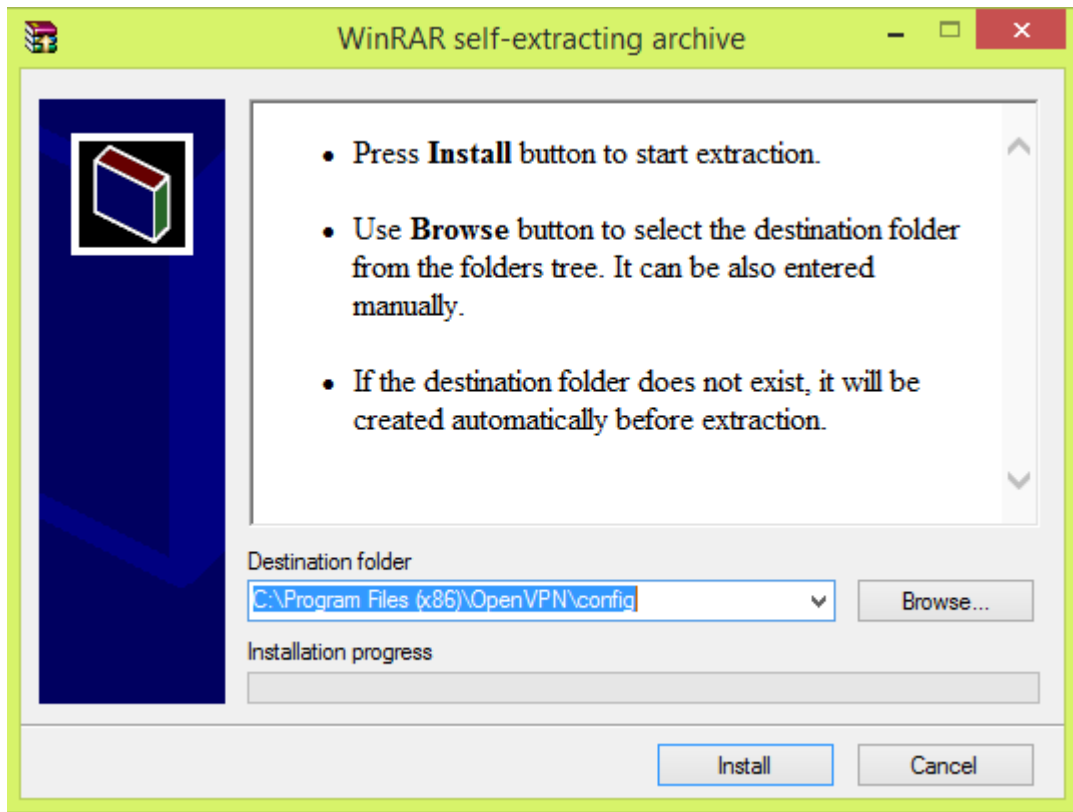 WinRAR self-extracting archive
Press Install button to start extraction.
Use Browse button to select the destination folder
from the folders tree. It can be also entered
manually.
If the destination folder does not exist, it will be
created automatically before extraction.
Destination folder
C:\Program Files (x86)\OpenVPN\config
Browse...
Installation progress
Install
Cancel